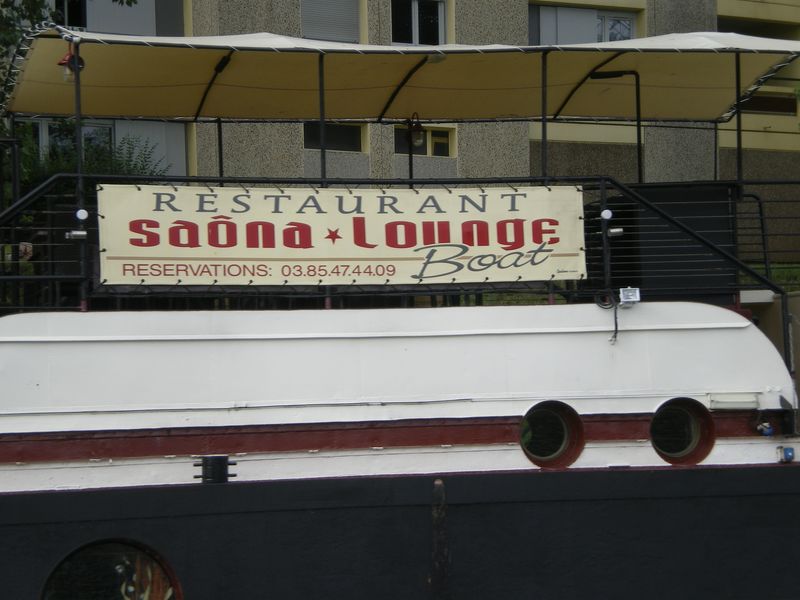 RESTAURANT
saôna ★ Lounge
Boat
RESERVATIONS: 03.85.47.44.09